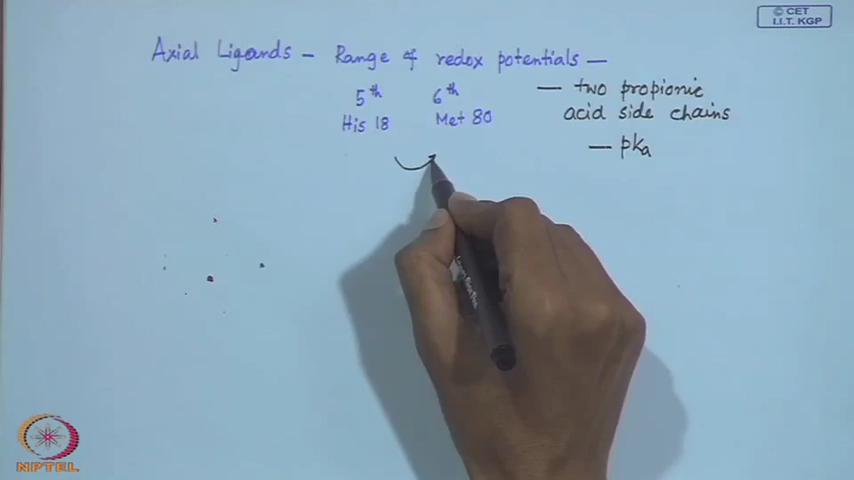 © CET
I.I.T. KGP
Axial Ligands – Range of redox potentials –
5th 6th
His 18 Met 80
– two propionic
acid side chains
– pKa
NPTEL